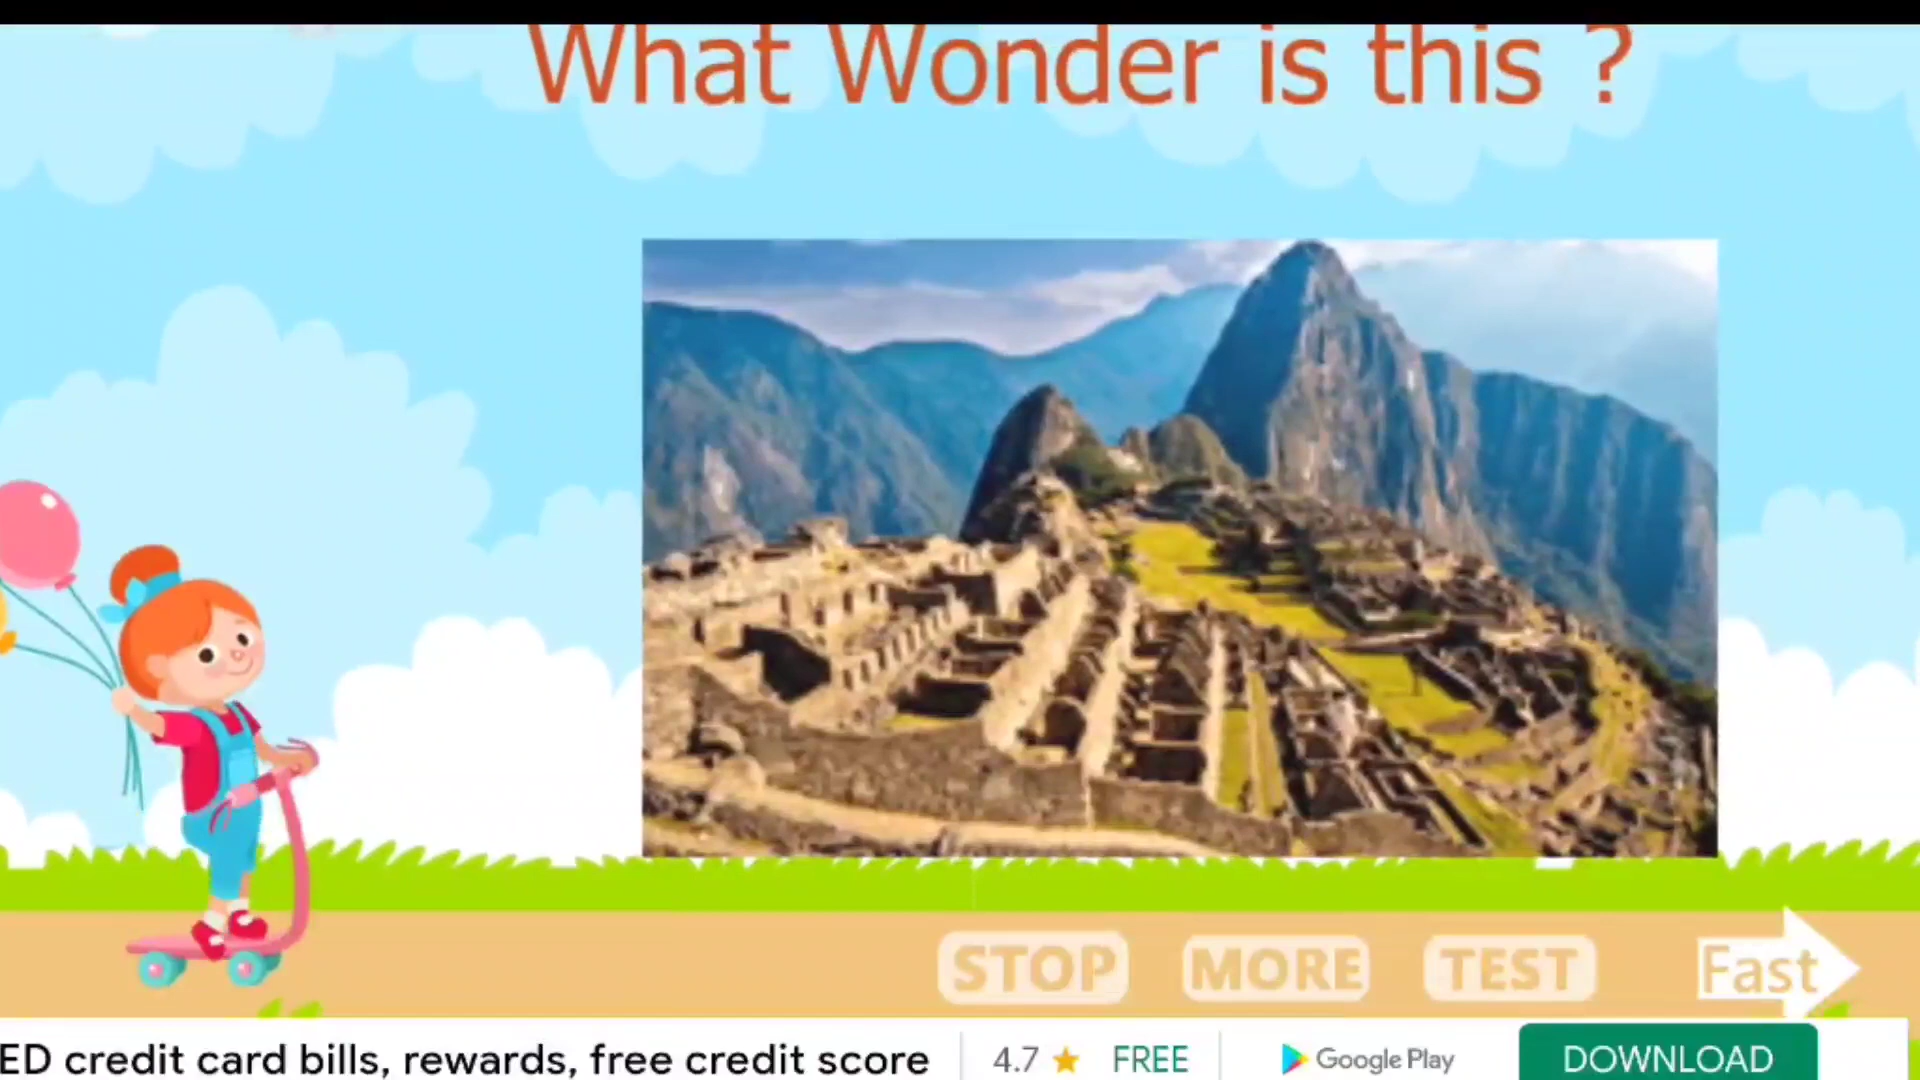 What Wonder is this ?
STOP MORE TEST Fast
ED credit card bills, rewards, free credit score 4.7 FREE Google Play DOWNLOAD